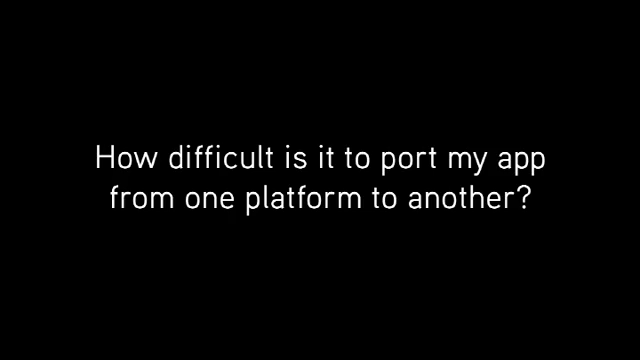 How difficult is it to port my app
from one platform to another?